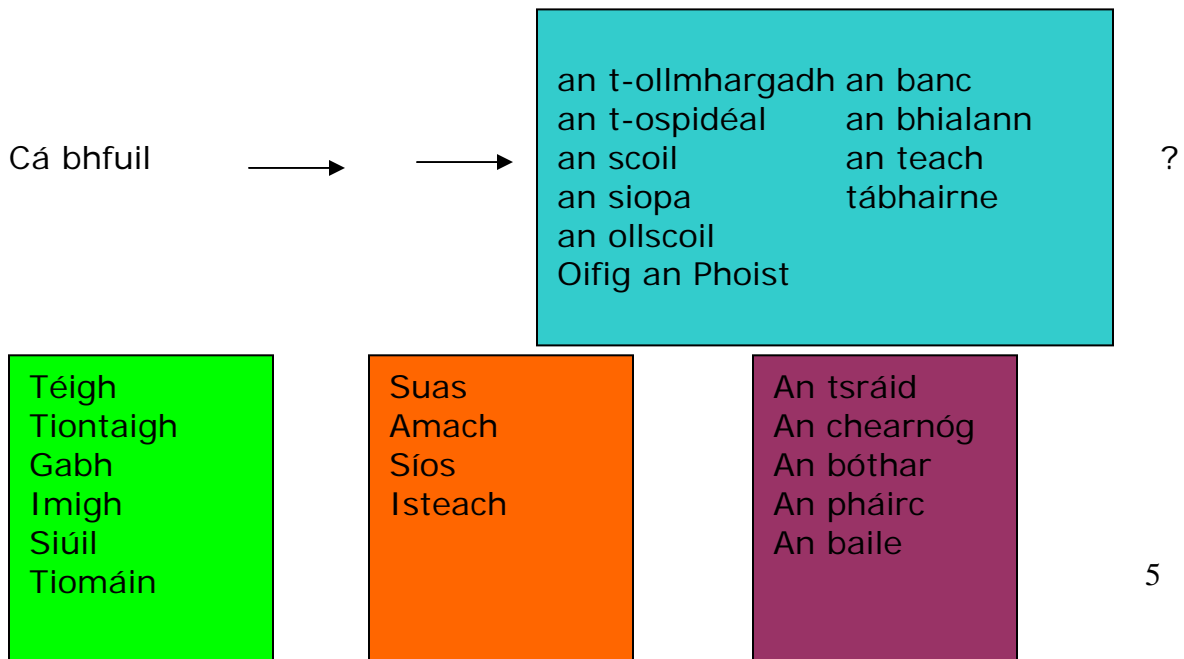 Cá bhfuil
an t-ollmhargadh an banc
an t-ospidéal an bhialann
an scoil an teach
an siopa tábhairne
an ollscoil
Oifig an Phoist
?
Téigh
Tiontaigh
Gabh
Imigh
Siúil
Tiomáin
Suas
Amach
Síos
Isteach
An tsráid
An chearnóg
An bóthar
An pháirc
An baile
5